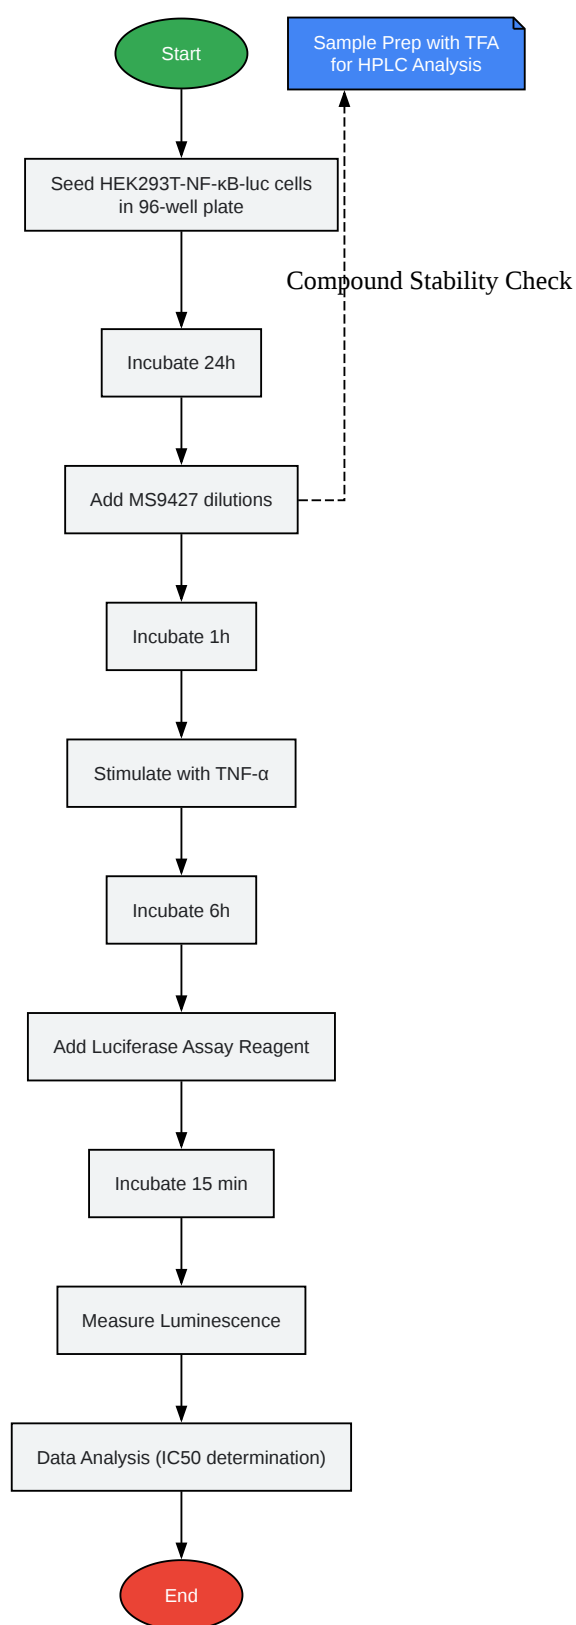 Start
Sample Prep with TFA
for HPLC Analysis
Seed HEK293T-NF-κB-luc cells
in 96-well plate
Compound Stability Check
Incubate 24h
Add MS9427 dilutions
Incubate 1h
Stimulate with TNF-α
Incubate 6h
Add Luciferase Assay Reagent
Incubate 15 min
Measure Luminescence
Data Analysis (IC50 determination)
End